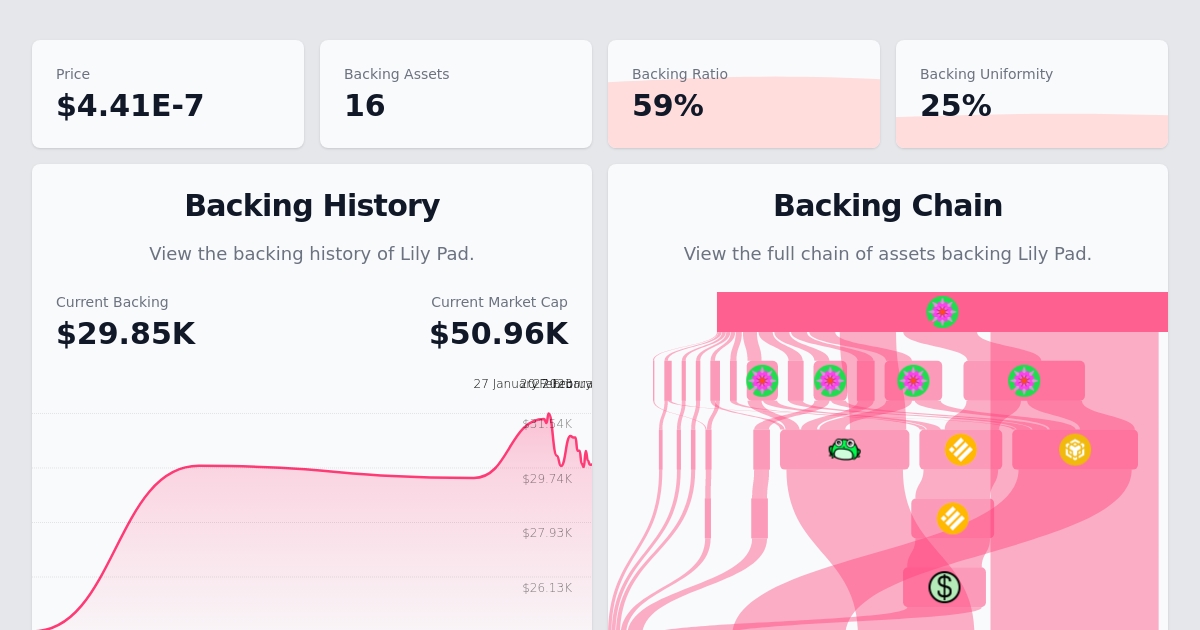 Price
$4.41E-7
Backing Assets
16
Backing Ratio
59%
Backing Uniformity
25%
Backing History
View the backing history of Lily Pad.
Current Backing
$29.85K
Current Market Cap
$50.96K
27 January
$31.54K
$29.74K
$27.93K
$26.13K
Backing Chain
View the full chain of assets backing Lily Pad.
$